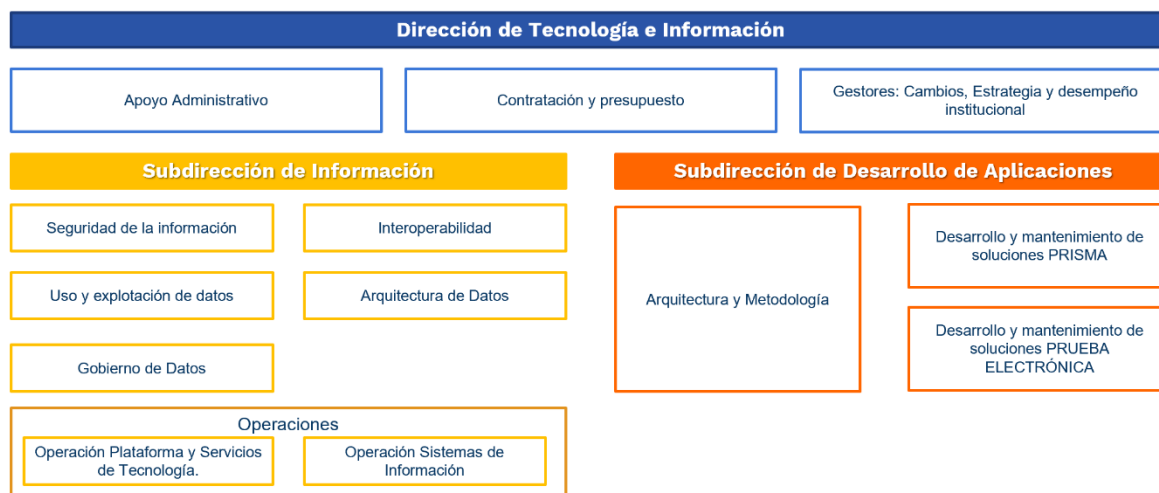 Dirección de Tecnología e Información
Apoyo Administrativo
Contratación y presupuesto
Gestores: Cambios, Estrategia y desempeño
institucional
Subdirección de Información
Seguridad de la información
Interoperabilidad
Uso y explotación de datos
Arquitectura de Datos
Gobierno de Datos
Operaciones
Operación Plataforma y Servicios
de Tecnología.
Operación Sistemas de
Información
Subdirección de Desarrollo de Aplicaciones
Arquitectura y Metodología
Desarrollo y mantenimiento de
soluciones PRISMA
Desarrollo y mantenimiento de
soluciones PRUEBA
ELECTRÓNICA